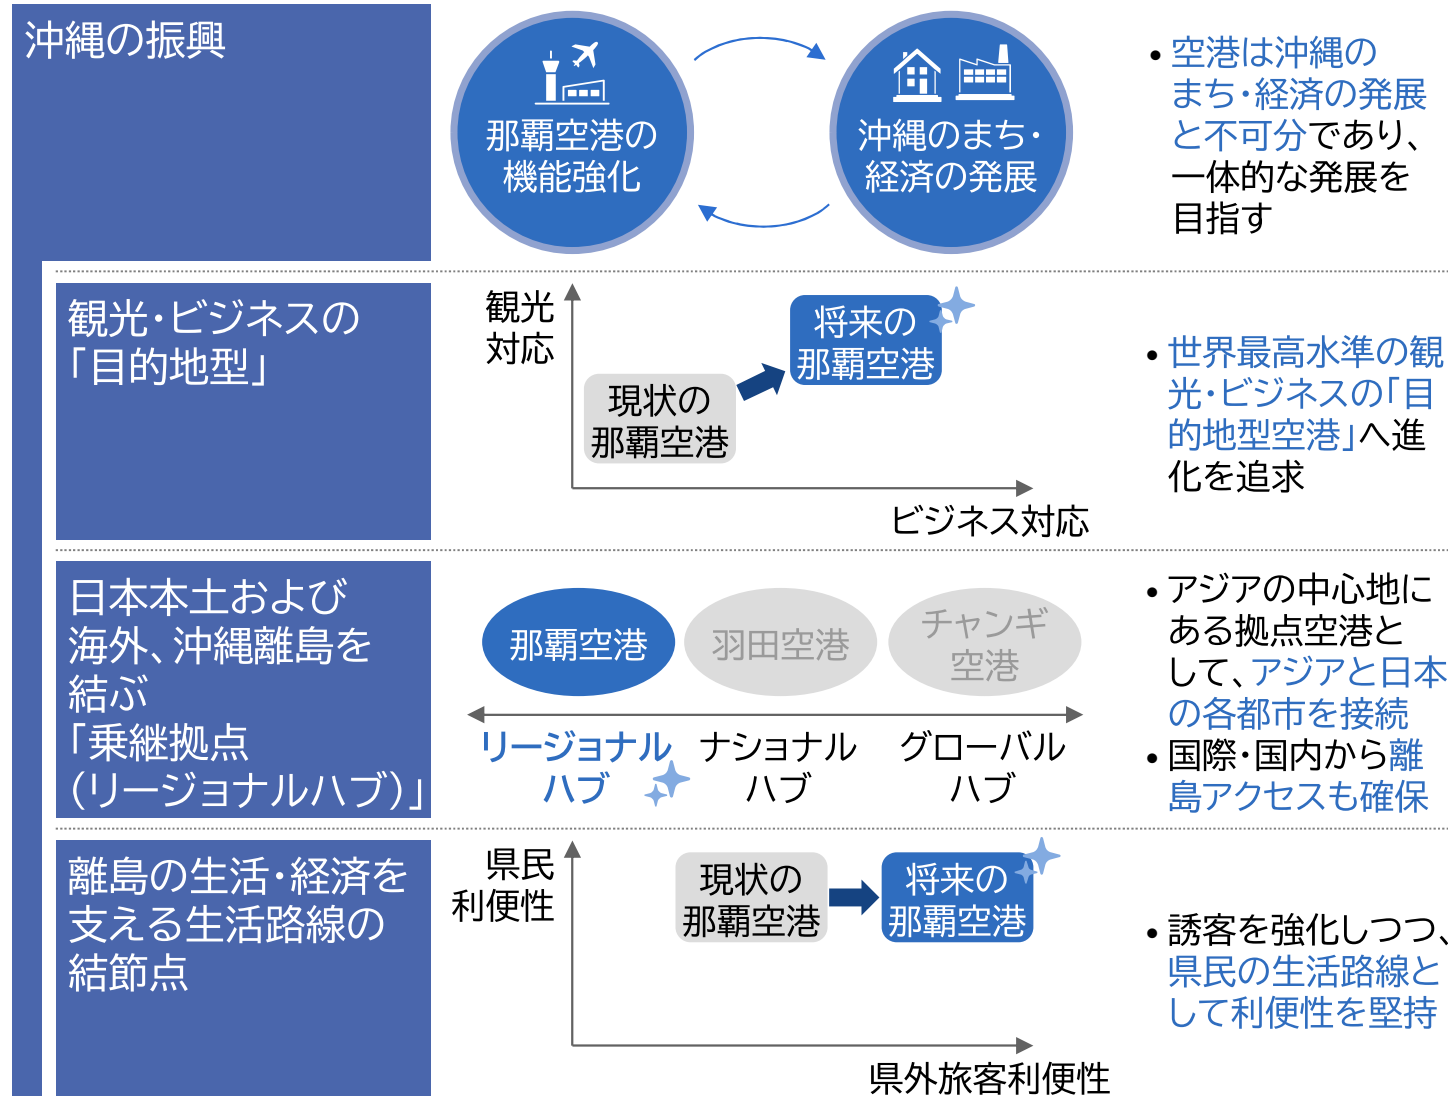 沖縄の振興
那覇空港の
機能強化
沖縄のまち・
経済の発展
• 空港は沖縄の
まち・経済の発展
と不可分であり、
一体的な発展を
目指す
観光・ビジネスの
「目的地型」
観光
対応
現状の
那覇空港
将来の
那覇空港
ビジネス対応
• 世界最高水準の観
光・ビジネスの「目
的地型空港」へ進
化を追求
日本本土および
海外、沖縄離島を
結ぶ
「乗継拠点
（リージョナルハブ）」
那覇空港
羽田空港
チャンギ
空港
リージョナル
ハブ
ナショナル
ハブ
グローバル
ハブ
• アジアの中心地に
ある拠点空港と
して、アジアと日本
の各都市を接続
• 国際・国内から離
島アクセスも確保
離島の生活・経済を
支える生活路線の
結節点
県民
利便性
現状の
那覇空港
将来の
那覇空港
県外旅客利便性
• 誘客を強化しつつ、
県民の生活路線と
して利便性を堅持